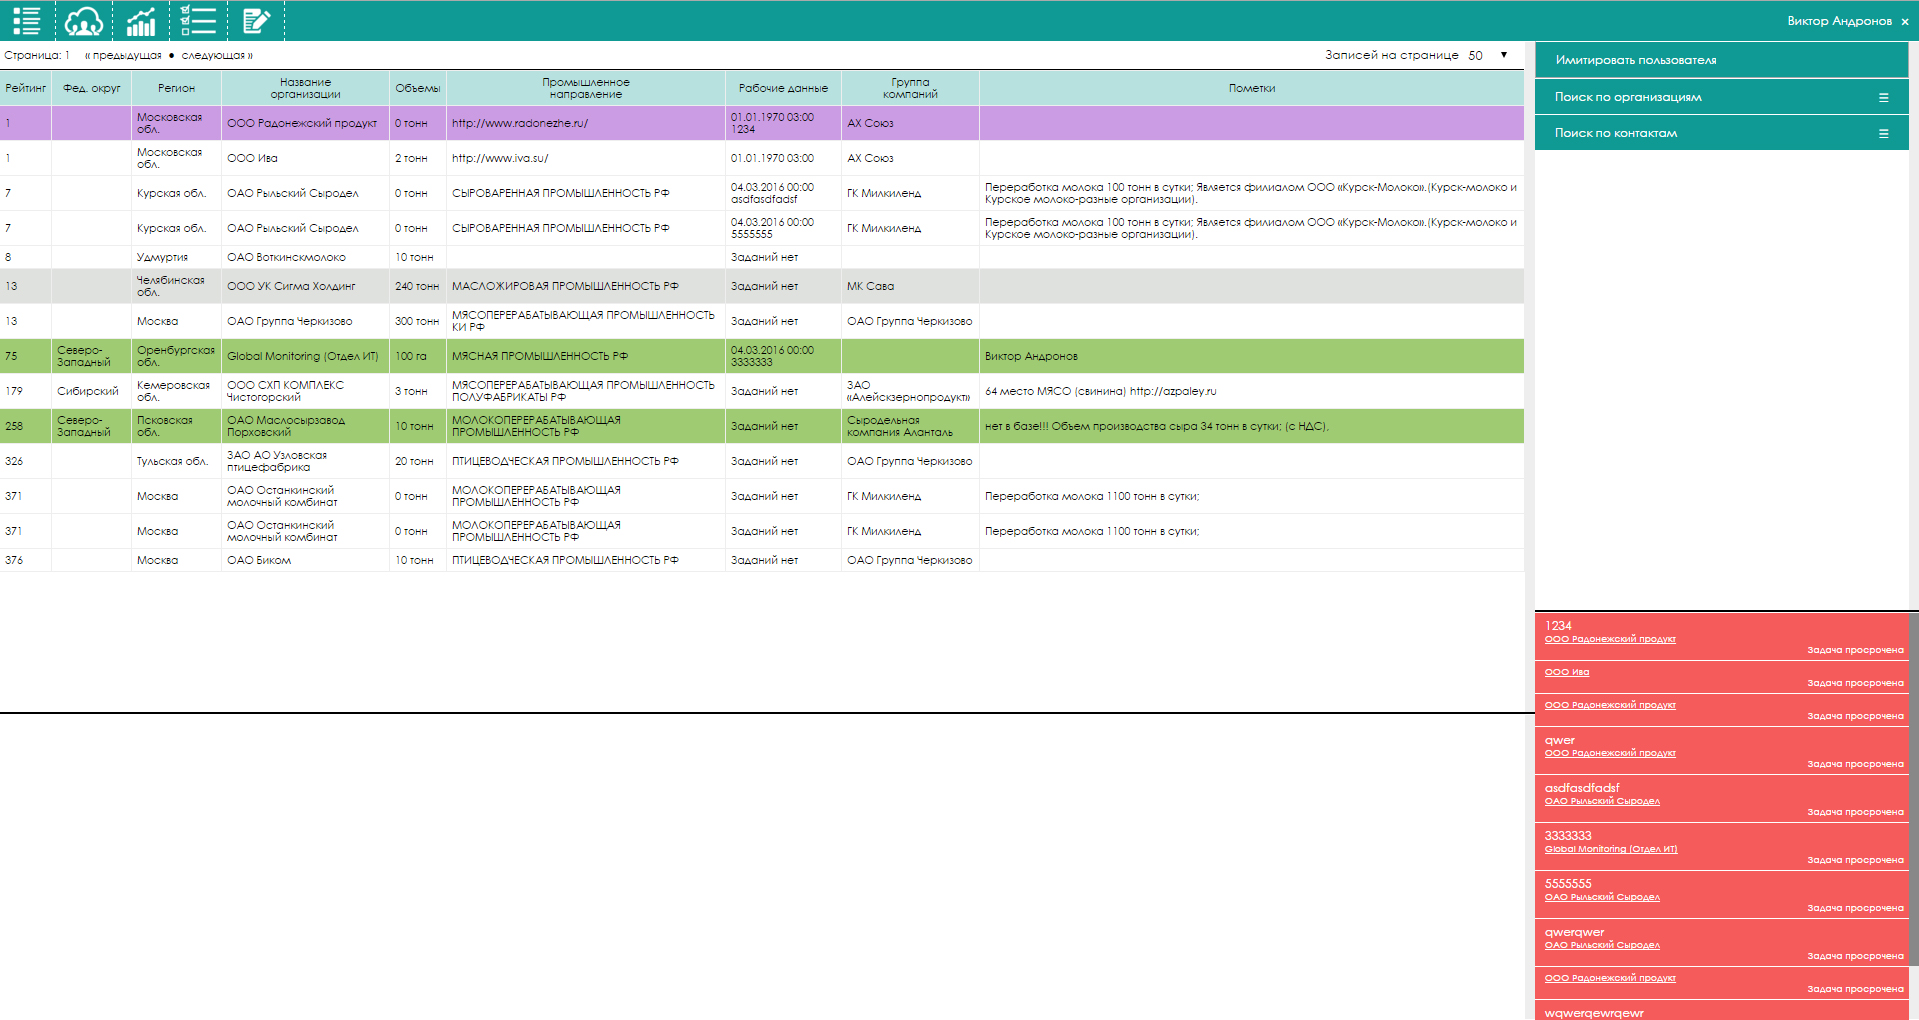 Виктор Андронов ×
Страница: 1 « предыдущая ● следующая »
Записей на странице 50 ▼
Рейтинг Фед. округ Регион Название организации Объемы Промышленное направление Рабочие данные Группа компаний Пометки
1 Московская обл. ООО Радонежский продукт 0 тонн http://www.radonezhe.ru/ 01.01.1970 03:00 1234 АХ Союз
1 Московская обл. ООО Ива 2 тонн http://www.iva.su/ 01.01.1970 03:00 АХ Союз
7 Курская обл. ОАО Рыльский Сыродел 0 тонн СЫРОВАРЕННАЯ ПРОМЫШЛЕННОСТЬ РФ 04.03.2016 00:00 asdfasdfadsf ГК Милкиленд Переработка молока 100 тонн в сутки; Является филиалом ООО «Курск-Молоко».(Курск-молоко и Курское молоко-разные организации).
7 Курская обл. ОАО Рыльский Сыродел 0 тонн СЫРОВАРЕННАЯ ПРОМЫШЛЕННОСТЬ РФ 04.03.2016 00:00 5555555 ГК Милкиленд Переработка молока 100 тонн в сутки; Является филиалом ООО «Курск-Молоко».(Курск-молоко и Курское молоко-разные организации).
8 Удмуртия ОАО Воткинскмолоко 10 тонн Заданий нет
13 Челябинская обл. ООО УК Сигма Холдинг 240 тонн МАСЛОЖИРОВАЯ ПРОМЫШЛЕННОСТЬ РФ Заданий нет МК Сава
13 Москва ОАО Группа Черкизово 300 тонн МЯСОПЕРЕРАБАТЫВАЮЩАЯ ПРОМЫШЛЕННОСТЬ КИ РФ Заданий нет ОАО Группа Черкизово
75 Северо-Западный Оренбургская обл. Global Monitoring (Отдел ИТ) 100 га МЯСНАЯ ПРОМЫШЛЕННОСТЬ РФ 04.03.2016 00:00 3333333 Виктор Андронов
179 Сибирский Кемеровская обл. ООО СХП КОМПЛЕКС Чистогорский 3 тонн МЯСОПЕРЕРАБАТЫВАЮЩАЯ ПРОМЫШЛЕННОСТЬ ПОЛУФАБРИКАТЫ РФ Заданий нет ЗАО «Алейскзернопродукт» 64 место МЯСО (свинина) http://azpaley.ru
258 Северо-Западный Псковская обл. ОАО Маслосырзавод Порховский 10 тонн МОЛОКОПЕРЕРАБАТЫВАЮЩАЯ ПРОМЫШЛЕННОСТЬ РФ Заданий нет Сыродельная компания Аланталь нет в базе!!! Объем производства сыра 34 тонн в сутки; (с НДС),
326 Тульская обл. ЗАО АО Узловская птицефабрика 20 тонн ПТИЦЕВОДЧЕСКАЯ ПРОМЫШЛЕННОСТЬ РФ Заданий нет ОАО Группа Черкизово
371 Москва ОАО Останкинский молочный комбинат 0 тонн МОЛОКОПЕРЕРАБАТЫВАЮЩАЯ ПРОМЫШЛЕННОСТЬ РФ Заданий нет ГК Милкиленд Переработка молока 1100 тонн в сутки;
371 Москва ОАО Останкинский молочный комбинат 0 тонн МОЛОКОПЕРЕРАБАТЫВАЮЩАЯ ПРОМЫШЛЕННОСТЬ РФ Заданий нет ГК Милкиленд Переработка молока 1100 тонн в сутки;
376 Москва ОАО Биком 10 тонн ПТИЦЕВОДЧЕСКАЯ ПРОМЫШЛЕННОСТЬ РФ Заданий нет ОАО Группа Черкизово
Имитировать пользователя
Поиск по организациям
Поиск по контактам
1234
ООО Радонежский продукт
Задача просрочена
ООО Ива
Задача просрочена
ООО Радонежский продукт
Задача просрочена
qwer
ООО Радонежский продукт
Задача просрочена
asdfasdfadsf
ОАО Рыльский Сыродел
Задача просрочена
3333333
Global Monitoring (Отдел ИТ)
Задача просрочена
5555555
ОАО Рыльский Сыродел
Задача просрочена
qwerqwer
ОАО Рыльский Сыродел
Задача просрочена
ООО Радонежский продукт
Задача просрочена
wqwerqewrqewr